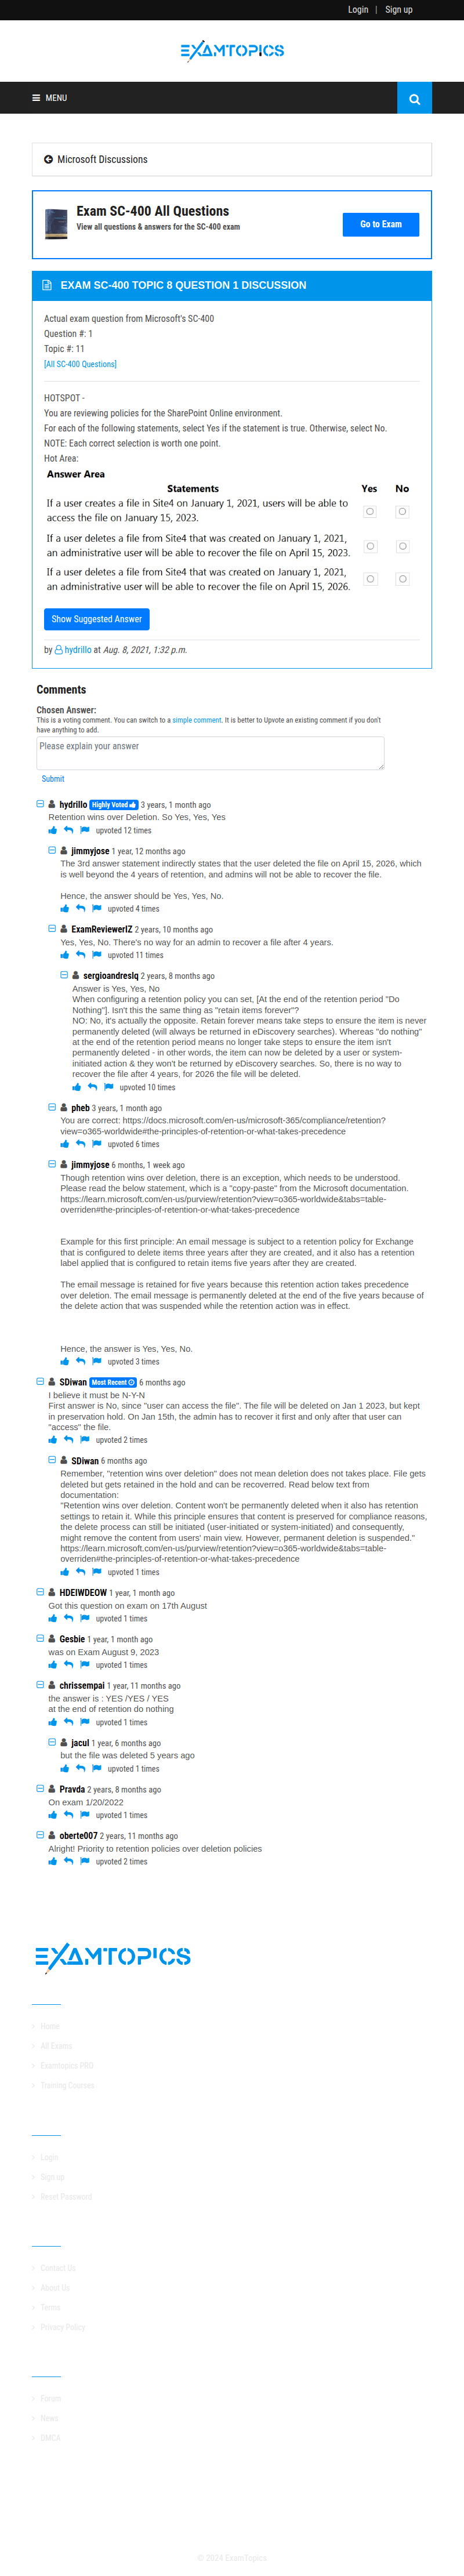 Login | Sign up
EXAMTOPICS
MENU
Microsoft Discussions
Exam SC-400 All Questions
View all questions & answers for the SC-400 exam
Go to Exam
EXAM SC-400 TOPIC 8 QUESTION 1 DISCUSSION
Actual exam question from Microsoft's SC-400
Question #: 1
Topic #: 11
[All SC-400 Questions]
HOTSPOT -
You are reviewing policies for the SharePoint Online environment.
For each of the following statements, select Yes if the statement is true. Otherwise, select No.
NOTE: Each correct selection is worth one point.
Hot Area:
Answer Area
Statements Yes No
If a user creates a file in Site4 on January 1, 2021, users will be able to
access the file on January 15, 2023.
If a user deletes a file from Site4 that was created on January 1, 2021,
an administrative user will be able to recover the file on April 15, 2023.
If a user deletes a file from Site4 that was created on January 1, 2021,
an administrative user will be able to recover the file on April 15, 2026.
Show Suggested Answer
by hydrillo at Aug. 8, 2021, 1:32 p.m.
Comments
Chosen Answer:
This is a voting comment. You can switch to a simple comment. It is better to Upvote an existing comment if you don't
have anything to add.
Please explain your answer
Submit
hydrillo Highly Voted 3 years, 1 month ago
Retention wins over Deletion. So Yes, Yes, Yes
upvoted 12 times
jimmyjose 1 year, 12 months ago
The 3rd answer statement indirectly states that the user deleted the file on April 15, 2026, which
is well beyond the 4 years of retention, and admins will not be able to recover the file.
Hence, the answer should be Yes, Yes, No.
upvoted 4 times
ExamReviewerIZ 2 years, 10 months ago
Yes, Yes, No. There's no way for an admin to recover a file after 4 years.
upvoted 11 times
sergioandreslq 2 years, 8 months ago
Answer is Yes, Yes, No
When configuring a retention policy you can set, [At the end of the retention period "Do
Nothing"]. Isn't this the same thing as "retain items forever"?
NO: No, it's actually the opposite. Retain forever means take steps to ensure the item is never
permanently deleted (will always be returned in eDiscovery searches). Whereas "do nothing"
at the end of the retention period means no longer take steps to ensure the item isn't
permanently deleted - in other words, the item can now be deleted by a user or system-
initiated action & they won't be returned by eDiscovery searches. So, there is no way to
recover the file after 4 years, for 2026 the file will be deleted.
upvoted 10 times
pheb 3 years, 1 month ago
You are correct: https://docs.microsoft.com/en-us/microsoft-365/compliance/retention?
view=o365-worldwide#the-principles-of-retention-or-what-takes-precedence
upvoted 6 times
jimmyjose 6 months, 1 week ago
Though retention wins over deletion, there is an exception, which needs to be understood.
Please read the below statement, which is a "copy-paste" from the Microsoft documentation.
https://learn.microsoft.com/en-us/purview/retention?view=o365-worldwide&tabs=table-
overriden#the-principles-of-retention-or-what-takes-precedence
Example for this first principle: An email message is subject to a retention policy for Exchange
that is configured to delete items three years after they are created, and it also has a retention
label applied that is configured to retain items five years after they are created.
The email message is retained for five years because this retention action takes precedence
over deletion. The email message is permanently deleted at the end of the five years because of
the delete action that was suspended while the retention action was in effect.
Hence, the answer is Yes, Yes, No.
upvoted 3 times
SDiwan Most Recent 6 months ago
I believe it must be N-Y-N
First answer is No, since "user can access the file". The file will be deleted on Jan 1 2023, but kept
in preservation hold. On Jan 15th, the admin has to recover it first and only after that user can
"access" the file.
upvoted 2 times
SDiwan 6 months ago
Remember, "retention wins over deletion" does not mean deletion does not takes place. File gets
deleted but gets retained in the hold and can be recoverred. Read below text from
documentation:
"Retention wins over deletion. Content won't be permanently deleted when it also has retention
settings to retain it. While this principle ensures that content is preserved for compliance reasons,
the delete process can still be initiated (user-initiated or system-initiated) and consequently,
might remove the content from users' main view. However, permanent deletion is suspended."
https://learn.microsoft.com/en-us/purview/retention?view=o365-worldwide&tabs=table-
overriden#the-principles-of-retention-or-what-takes-precedence
upvoted 1 times
HDEIWDEOW 1 year, 1 month ago
Got this question on exam on 17th August
upvoted 1 times
Gesbie 1 year, 1 month ago
was on Exam August 9, 2023
upvoted 1 times
chrissempai 1 year, 11 months ago
the answer is : YES /YES / YES
at the end of retention do nothing
upvoted 1 times
jacul 1 year, 6 months ago
but the file was deleted 5 years ago
upvoted 1 times
Pravda 2 years, 8 months ago
On exam 1/20/2022
upvoted 1 times
oberte007 2 years, 11 months ago
Alright! Priority to retention policies over deletion policies
upvoted 2 times
EXAMTOPICS
Home
All Exams
Examtopics PRO
Training Courses
Login
Sign up
Reset Password
Contact Us
About Us
Terms
Privacy Policy
Forum
News
DMCA
© 2024 ExamTopics